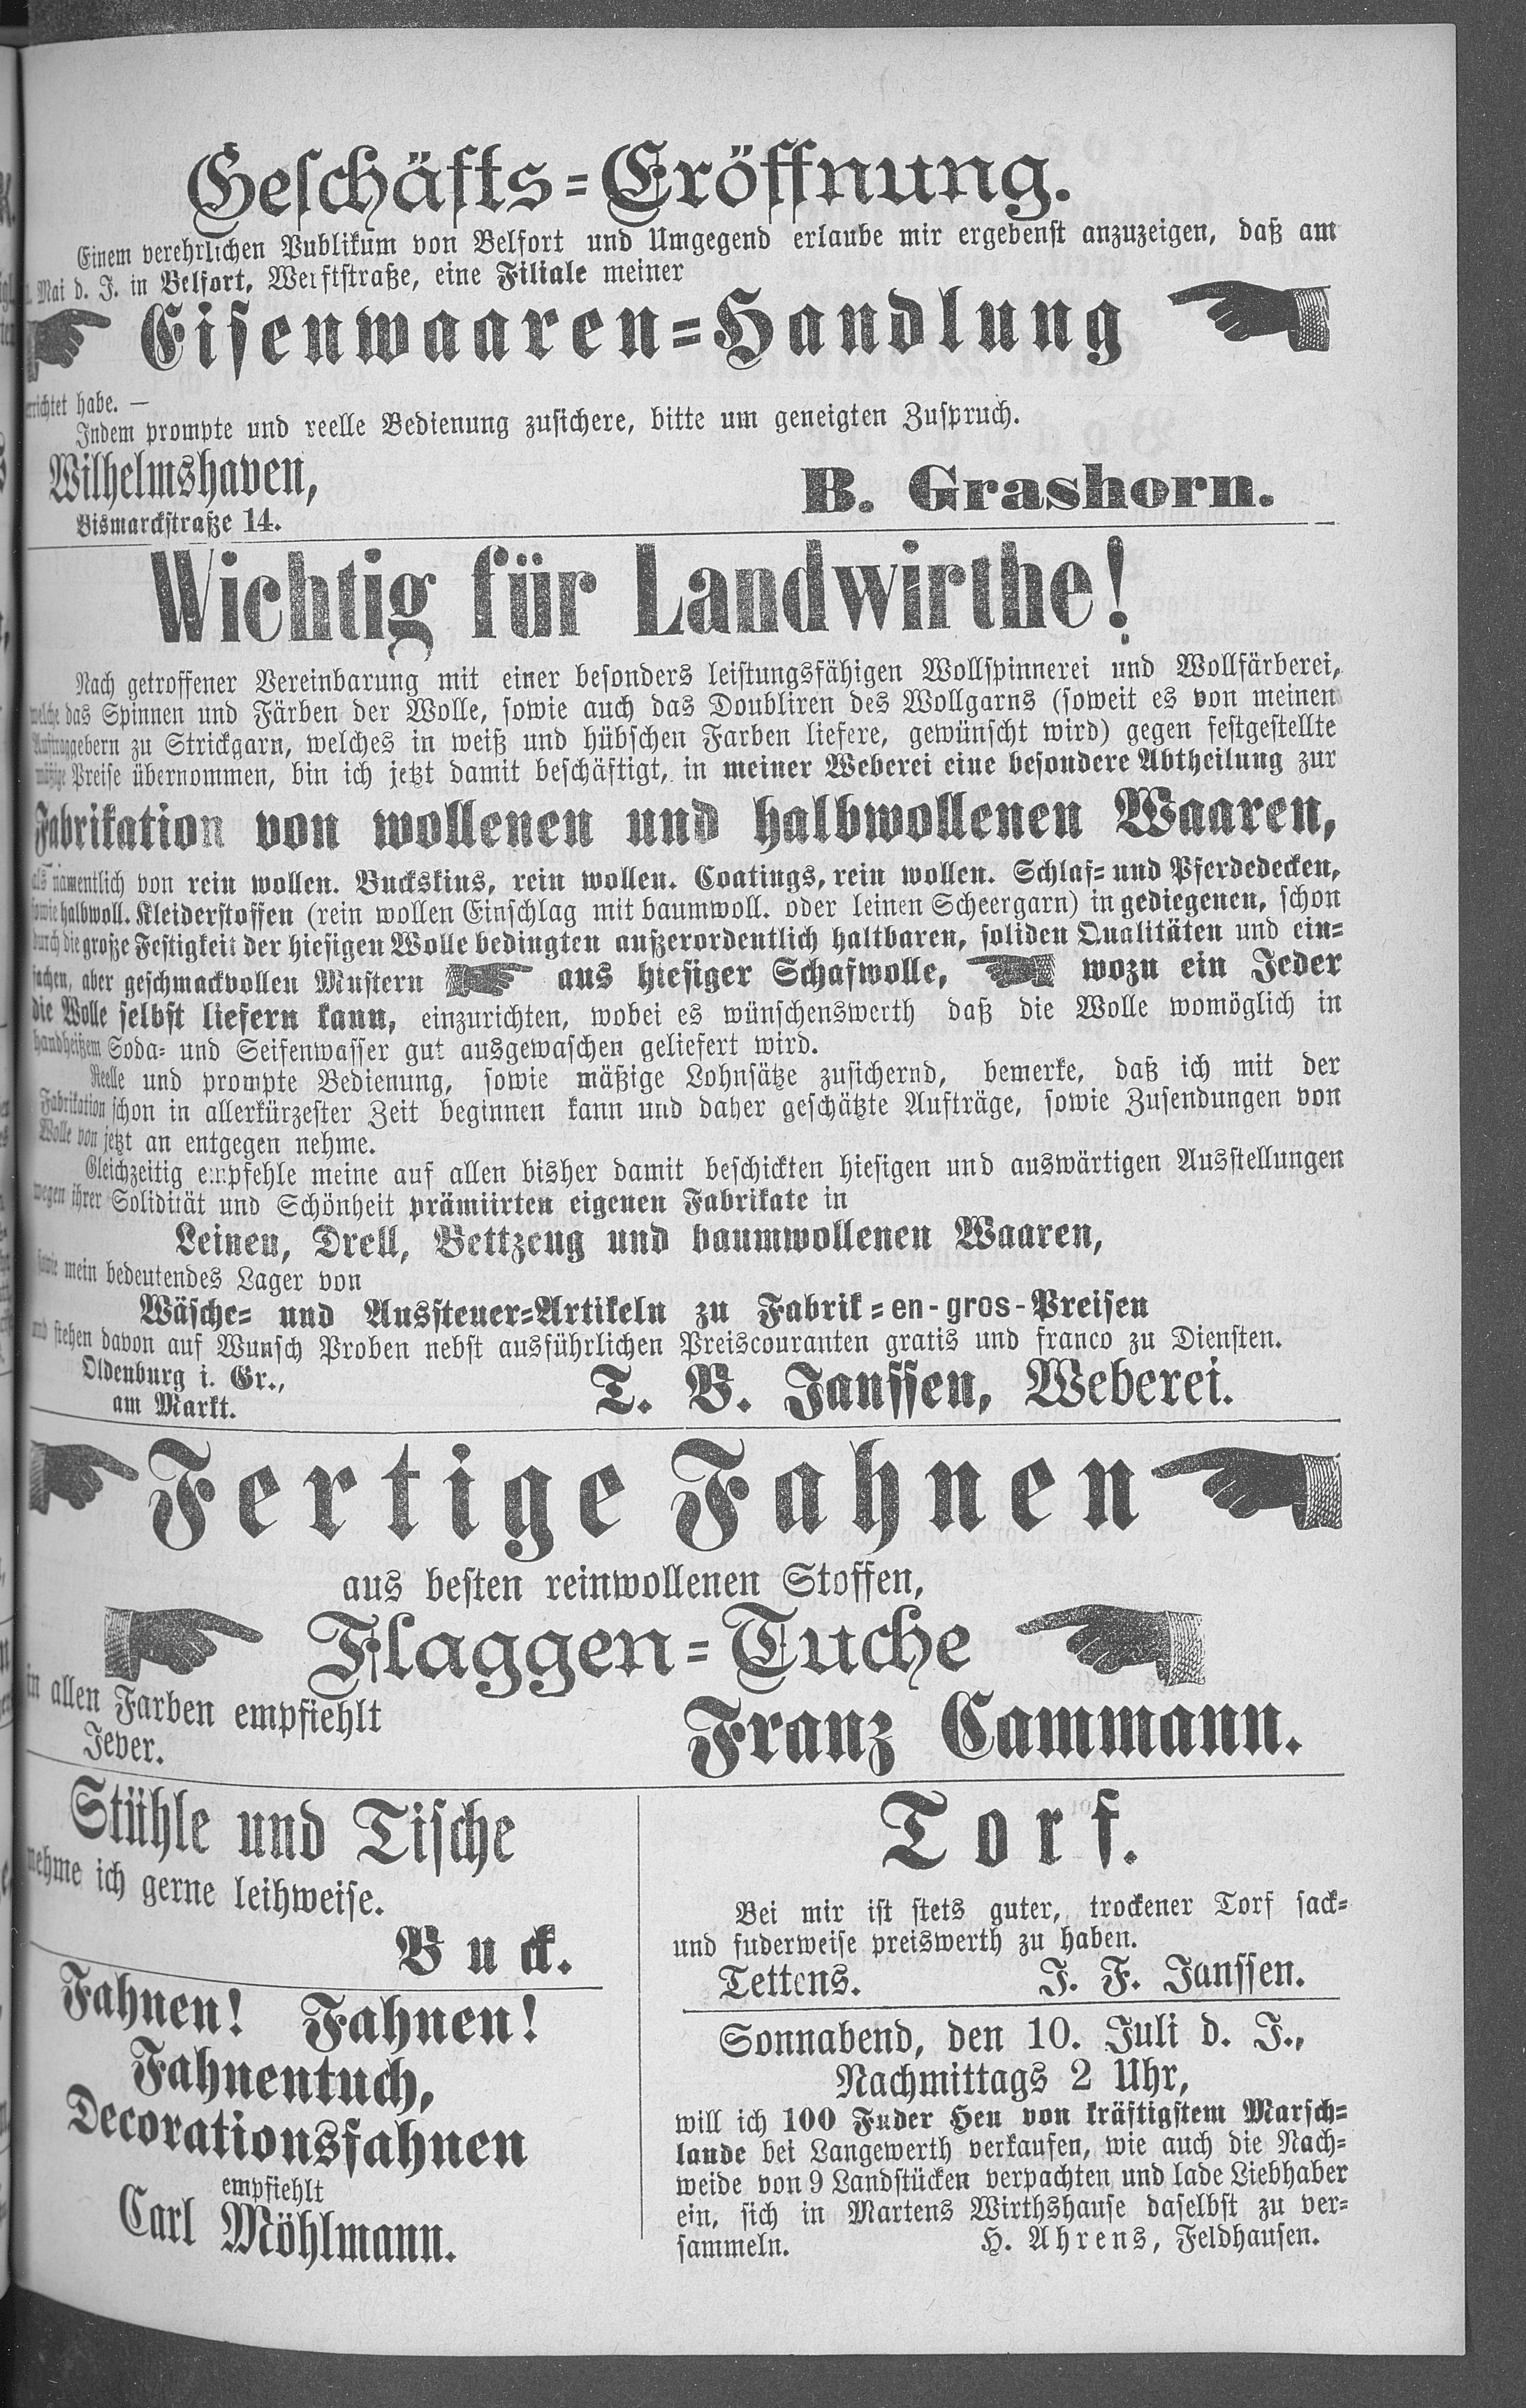 Geschäfts-Eröffnung.
Einem verehrlichen Publikum von Belfort und Umgegend erlaube mir ergebenst anzuzeigen, daß am
Mai d. J. in Belfort, Werftstraße, eine Filiale meiner
Eisenwaaren-Handlung
errichtet habe. —
Indem prompte und reelle Bedienung zusichere, bitte um geneigten Zuspruch.
Wilhelmshaven,
Bismarckstraße 14.
B. Grashorn.
Wichtig für Landwirthe!
Nach getroffener Vereinbarung mit einer besonders leistungsfähigen Wollspinnerei und Wollfärberei,
welche das Spinnen und Färben der Wolle, sowie auch das Doubliren des Wollgarns (soweit es von meinen
Auftraggebern zu Strickgarn, welches in weiß und hübschen Farben liefere, gewünscht wird) gegen festgestellte
mäßige Preise übernommen, bin ich jetzt damit beschäftigt, in meiner Weberei eine besondere Abtheilung zur
Fabrikation von wollenen und halbwollenen Waaren,
als namentlich von rein wollen. Buckskins, rein wollen. Coatings, rein wollen. Schlaf- und Pferdedecken,
sowie halbwoll. Kleiderstoffen (rein wollen Einschlag mit baumwoll. oder leinen Scheergarn) in gediegenen, schon
durch die große Festigkeit der hiesigen Wolle bedingten außerordentlich haltbaren, soliden Qualitäten und ein-
fachen, aber geschmackvollen Mustern aus hiesiger Schafwolle, wozu ein Jeder
die Wolle selbst liefern kann, einzurichten, wobei es wünschenswerth daß die Wolle womöglich in
handheißem Soda- und Seifenwasser gut ausgewaschen geliefert wird.
Reelle und prompte Bedienung, sowie mäßige Lohnsätze zusichernd, bemerke, daß ich mit der
Fabrikation schon in allerkürzester Zeit beginnen kann und daher geschätzte Aufträge, sowie Zusendungen von
Wolle von jetzt an entgegen nehme.
Gleichzeitig empfehle meine auf allen bisher damit beschickten hiesigen und auswärtigen Ausstellungen
wegen ihrer Solidität und Schönheit prämiirten eigenen Fabrikate in
Leinen, Drell, Bettzeug und baumwollenen Waaren,
sowie mein bedeutendes Lager von
Wäsche- und Aussteuer-Artikeln zu Fabrik-en-gros-Preisen
und stehen davon auf Wunsch Proben nebst ausführlichen Preiscouranten gratis und franco zu Diensten.
Oldenburg i. Gr.,
am Markt.
T. B. Janssen, Weberei.
Fertige Fahnen
aus besten reinwollenen Stoffen,
Flaggen-Tuche
in allen Farben empfiehlt
Jever.
Franz Cammann.
Stühle und Tische
nehme ich gerne leihweise.
Buck.
Fahnen! Fahnen!
Fahnentuch,
Decorationsfahnen
empfiehlt
Carl Möhlmann.
Torf.
Bei mir ist stets guter, trockener Torf sack-
und fuderweise preiswerth zu haben.
Tettens. J. F. Janssen.
Sonnabend, den 10. Juli d. J.,
Nachmittags 2 Uhr,
will ich 100 Fuder Heu von kräftigstem Marsch-
lande bei Langewerth verkaufen, wie auch die Nach-
weide von 9 Landstücken verpachten und lade Liebhaber
ein, sich in Martens Wirthshause daselbst zu ver-
sammeln. H. Ahrens, Feldhausen.